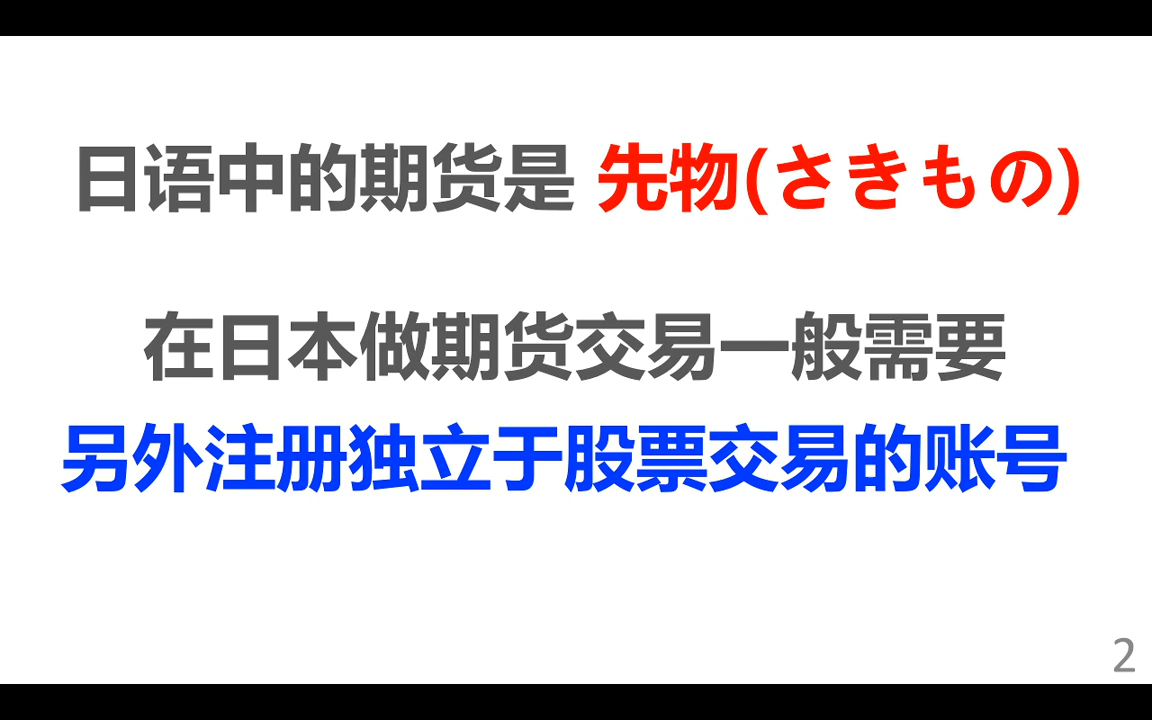 日语中的期货是 先物(さきもの)
在日本做期货交易一般需要
另外注册独立于股票交易的账号
2